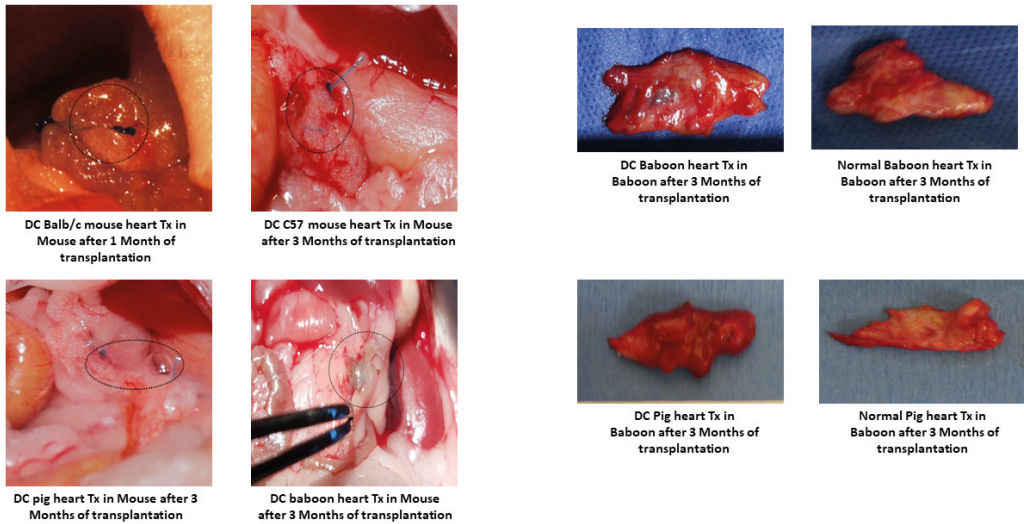 DC Balb/c mouse heart Tx in
Mouse after 1 Month of
transplantation
DC C57 mouse heart Tx in Mouse
after 3 Months of transplantation
DC Baboon heart Tx in
Baboon after 3 Months of
transplantation
Normal Baboon heart Tx in
Baboon after 3 Months of
transplantation
DC pig heart Tx in Mouse after 3
Months of transplantation
DC baboon heart Tx in Mouse
after 3 Months of transplantation
DC Pig heart Tx in
Baboon after 3 Months of
transplantation
Normal Pig heart Tx in
Baboon after 3 Months of
transplantation